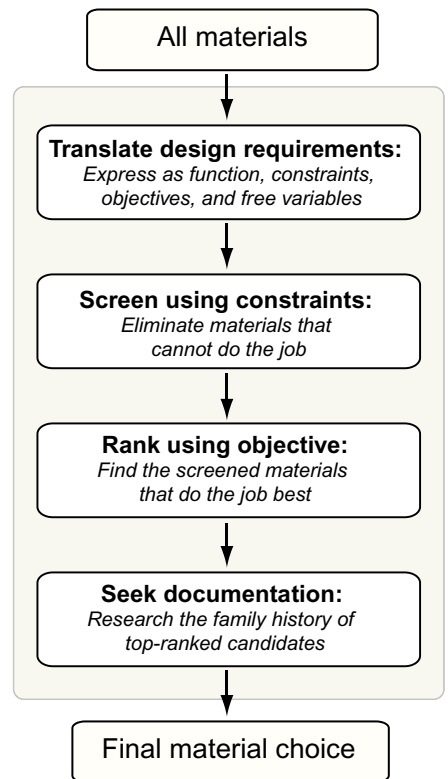 All materials
Translate design requirements:
Express as function, constraints,
objectives, and free variables
Screen using constraints:
Eliminate materials that
cannot do the job
Rank using objective:
Find the screened materials
that do the job best
Seek documentation:
Research the family history of
top-ranked candidates
Final material choice